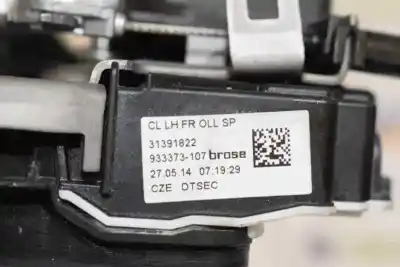 CL LH FR OLL SP
31391822
933373-107 brose
27.05.14 07:19:29
CZE DTSEC